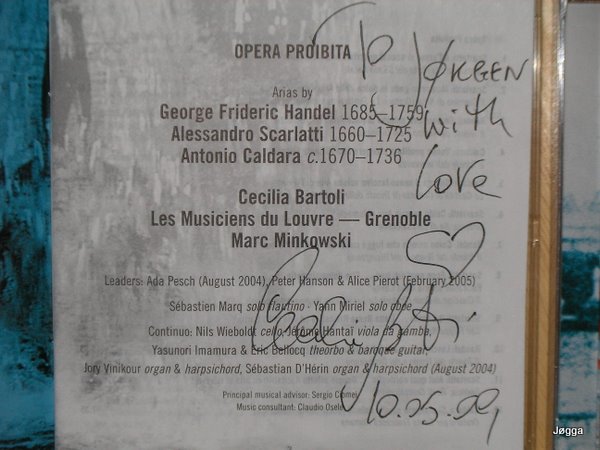 OPERA PROIBITA
To JØRGEN
Arias by
George Frideric Handel 1685–1759
with
Alessandro Scarlatti 1660–1725
Antonio Caldara c.1670–1736
love
Cecilia Bartoli
Les Musiciens du Louvre — Grenoble
Marc Minkowski
Leaders: Ada Pesch (August 2004), Peter Hanson & Alice Pierot (February 2005)
Sébastien Marq solo flautino · Yann Miriel solo oboe
Continuo: Nils Wieboldt cello, Jérôme Hantaï viola da gamba,
Yasunori Imamura & Eric Bellocq theorbo & baroque guitar,
Jory Vinikour organ & harpsichord, Sébastien D'Hérin organ & harpsichord (August 2004)
Principal musical advisor: Sergio Ciomei
Music consultant: Claudio Osele
10.05.09,
Jøgga